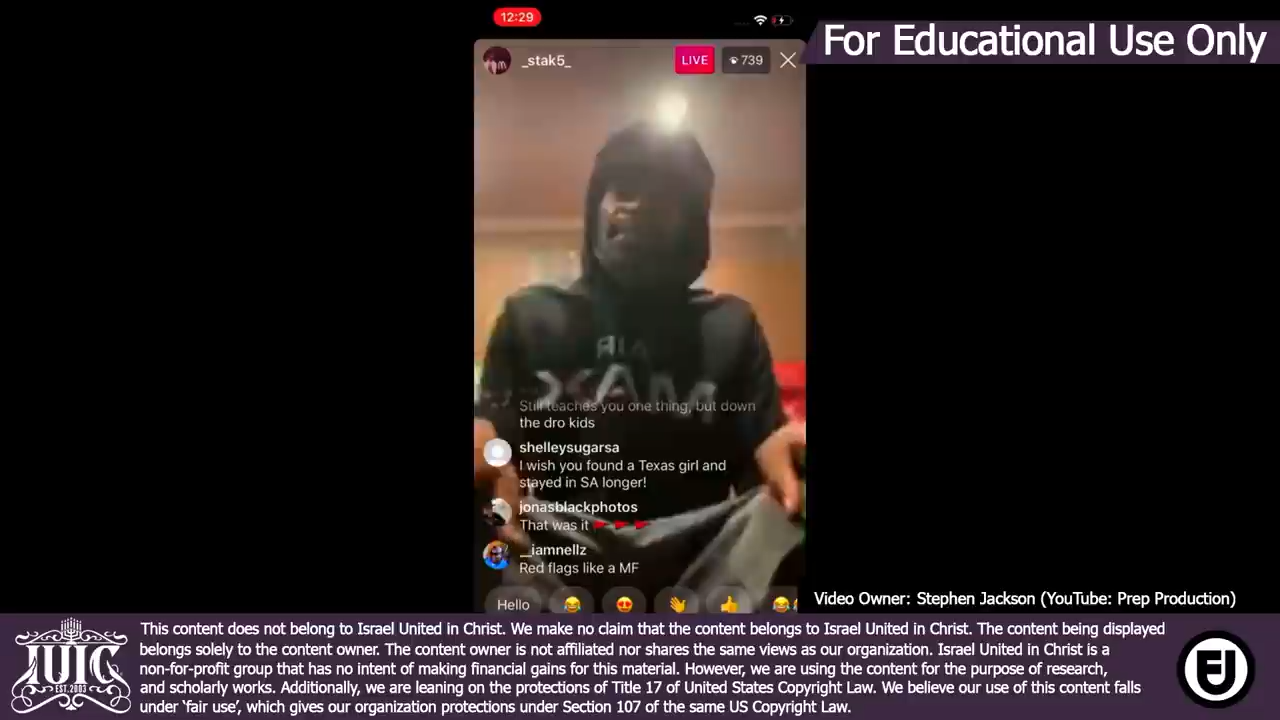 12:29
For Educational Use Only
_stak5_
LIVE
739
AIR
MAX
Still teaches you one thing, but down
the dro kids
shelleysugarsa
I wish you found a Texas girl and
stayed in SA longer!
jonasblackphotos
That was it 🚩🚩🚩
__iamnellz
Red flags like a MF
Hello 😂 😍 👋 👍 😂
Video Owner: Stephen Jackson (YouTube: Prep Production)
IUIC
EST. 2003
This content does not belong to Israel United in Christ. We make no claim that the content belongs to Israel United in Christ. The content being displayed
belongs solely to the content owner. The content owner is not affiliated nor shares the same views as our organization. Israel United in Christ is a
non-for-profit group that has no intent of making financial gains for this material. However, we are using the content for the purpose of research,
and scholarly works. Additionally, we are leaning on the protections of Title 17 of United States Copyright Law. We believe our use of this content falls
under ‘fair use’, which gives our organization protections under Section 107 of the same US Copyright Law.